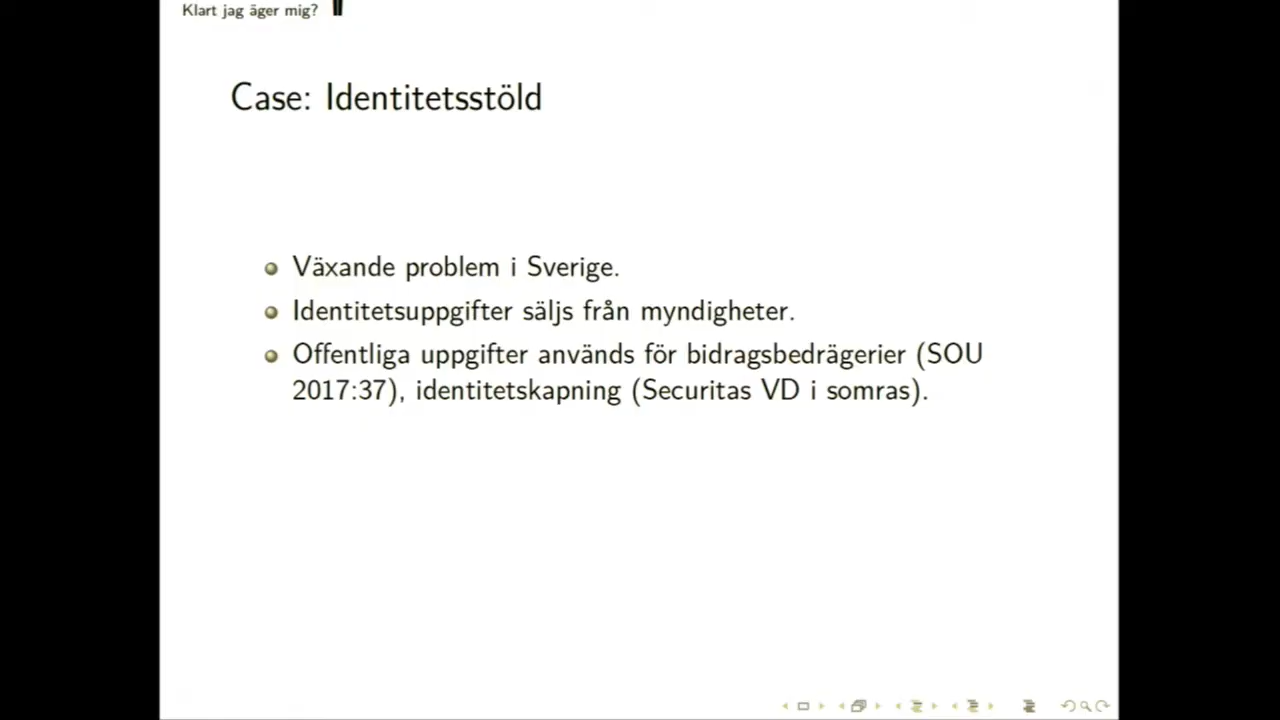 Klart jag äger mig?
Case: Identitetsstöld
Växande problem i Sverige.
Identitetsuppgifter säljs från myndigheter.
Offentliga uppgifter används för bidragsbedrägerier (SOU
2017:37), identitetskapning (Securitas VD i somras).